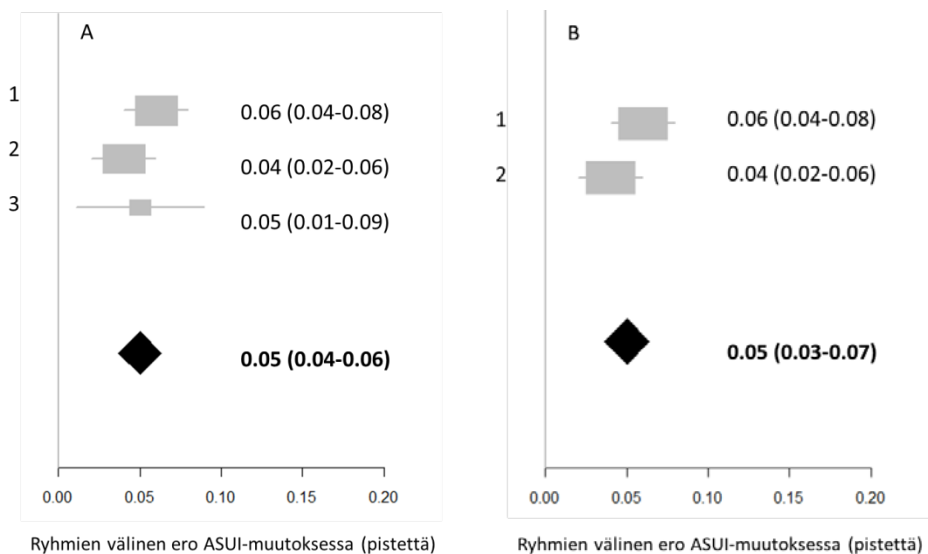 A
1
0.06 (0.04-0.08)
2
0.04 (0.02-0.06)
3
0.05 (0.01-0.09)
0.05 (0.04-0.06)
0.00 0.05 0.10 0.15 0.20
Ryhmien välinen ero ASUI-muutoksessa (pistettä)
B
1
0.06 (0.04-0.08)
2
0.04 (0.02-0.06)
0.05 (0.03-0.07)
0.00 0.05 0.10 0.15 0.20
Ryhmien välinen ero ASUI-muutoksessa (pistettä)